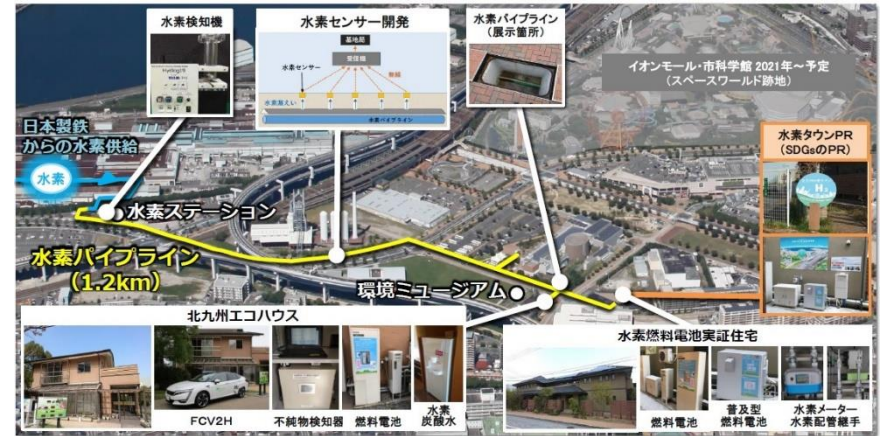 水素検知機
水素センサー開発
基地局
受信機
水素センサー
無線
水素漏えい
水素パイプライン
水素パイプライン
(展示箇所)
イオンモール・市科学館 2021年～予定
(スペースワールド跡地)
日本製鉄
からの水素供給
水素
水素ステーション
水素パイプライン
(1.2km)
環境ミュージアム
水素タウンPR
(SDGsのPR)
H₂
北九州エコハウス
FCV2H
不純物検知器
燃料電池
水素
炭酸水
水素燃料電池実証住宅
燃料電池
普及型
燃料電池
水素メーター
水素配管継手